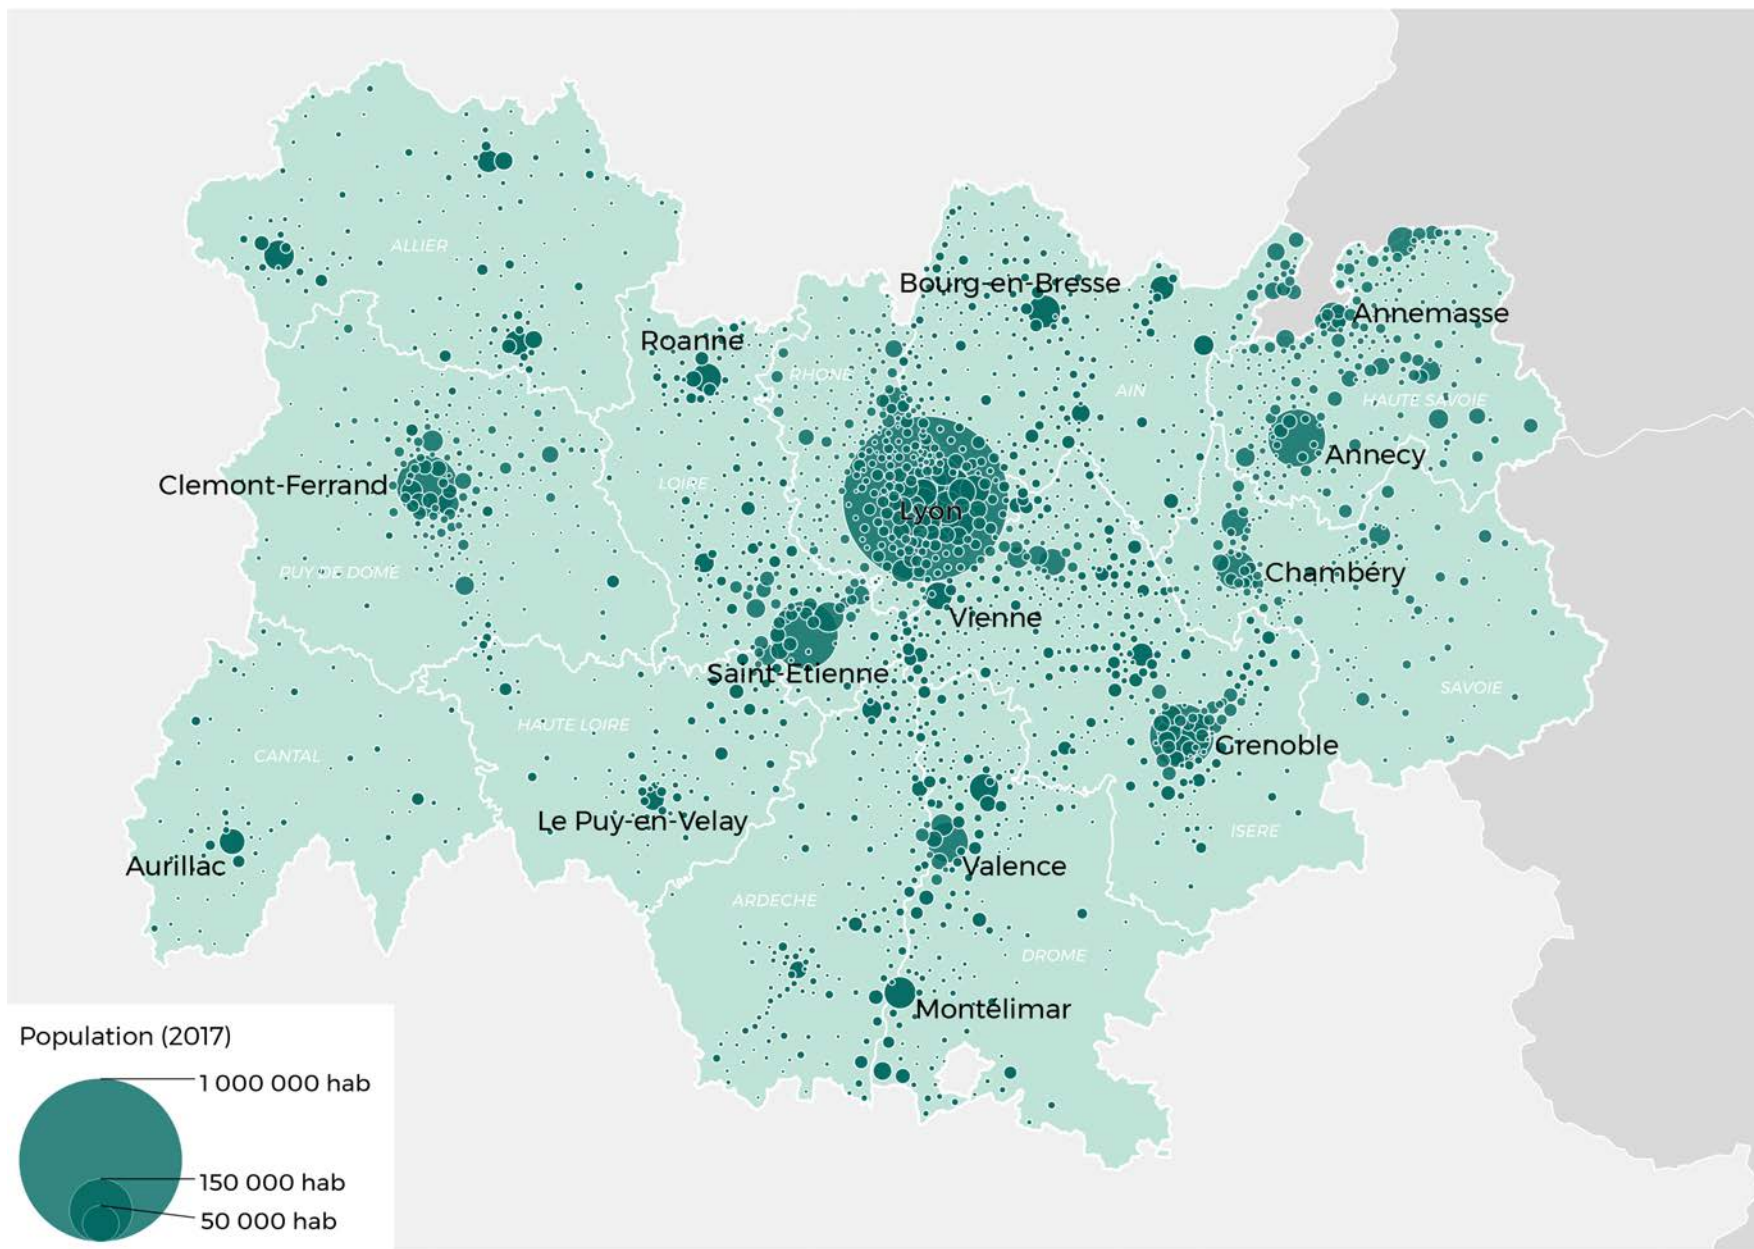 ALLIER
Bourg-en-Bresse
Annemasse
Roanne
RHONE
AIN
HAUTE SAVOIE
Annecy
Clemont-Ferrand
LOIRE
Lyon
PUY DE DOME
Chambéry
Vienne
Saint-Etienne
SAVOIE
HAUTE LOIRE
Grenoble
CANTAL
Le Puy-en-Velay
ISERE
Aurillac
Valence
ARDECHE
DROME
Montélimar
Population (2017)
1 000 000 hab
150 000 hab
50 000 hab